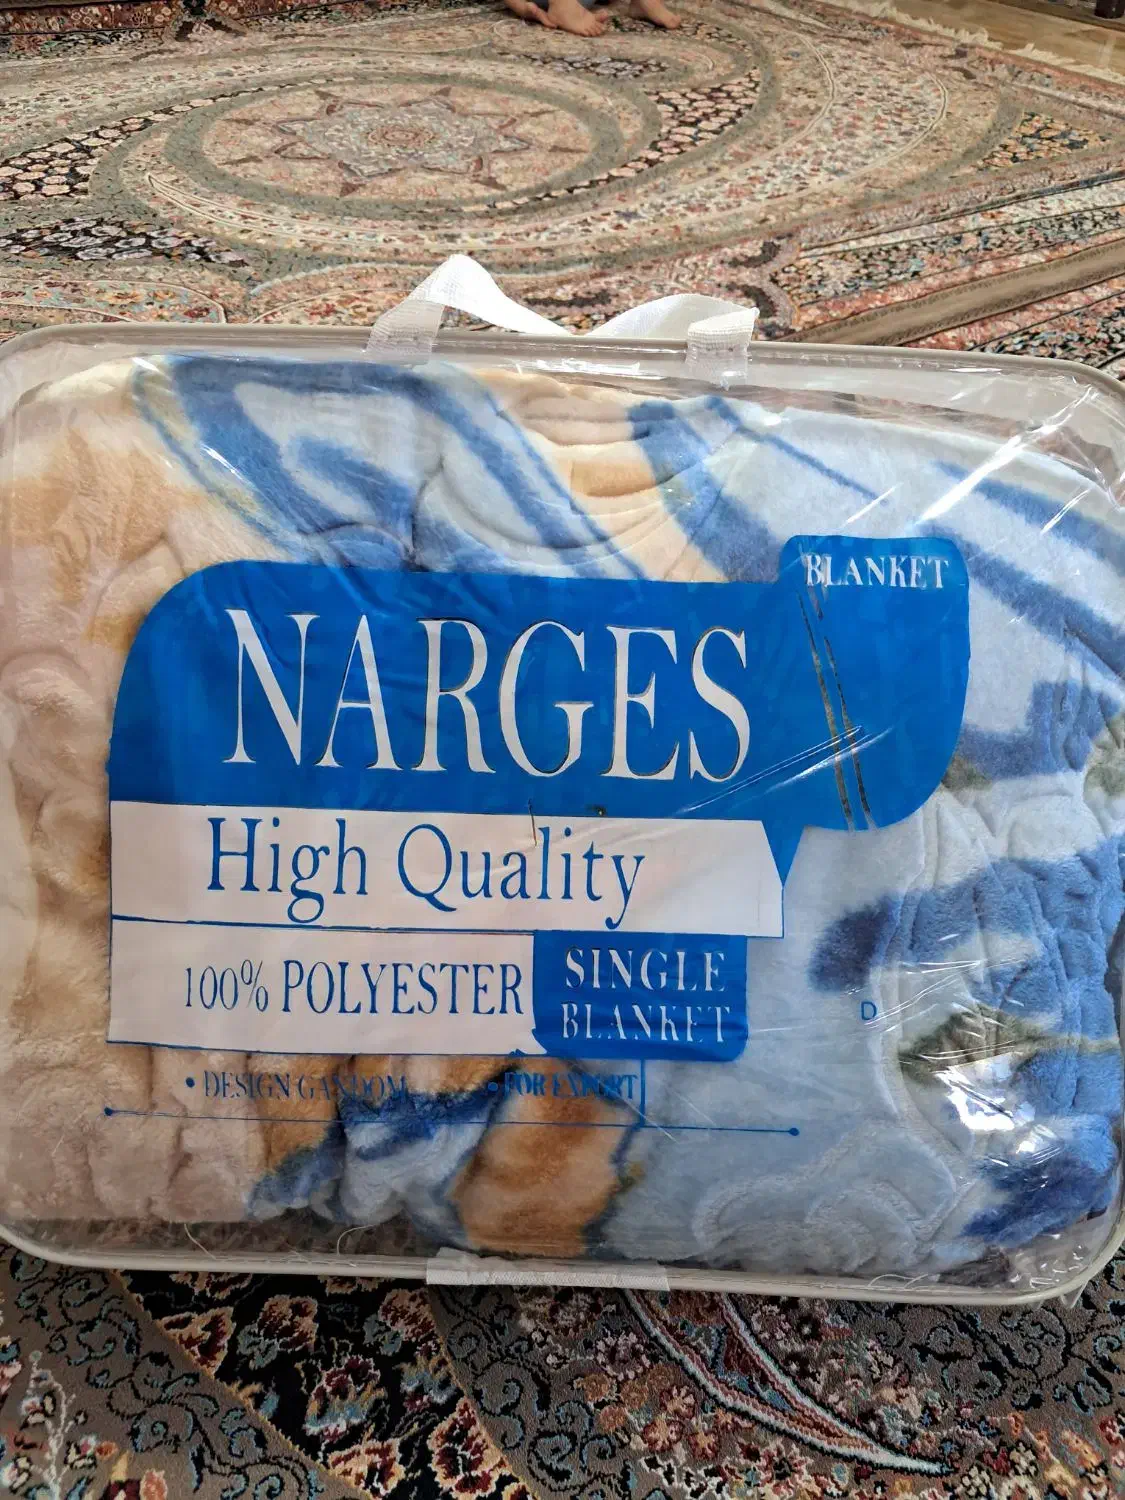 BLANKET
NARGES
High Quality
100% POLYESTER
SINGLE
BLANKET
• DESIGN GANDOM
• FOR EXPORT
D